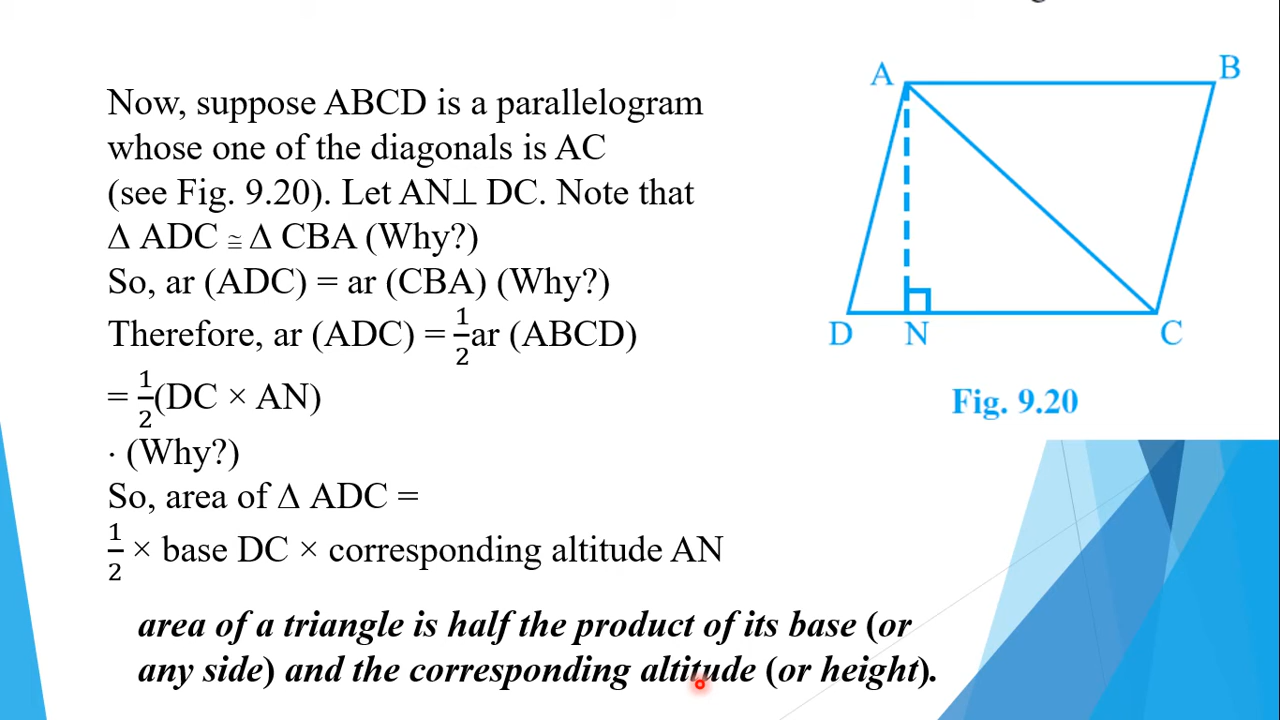 Now, suppose ABCD is a parallelogram
whose one of the diagonals is AC
(see Fig. 9.20). Let AN⊥ DC. Note that
Δ ADC ≅ Δ CBA (Why?)
So, ar (ADC) = ar (CBA) (Why?)
Therefore, ar (ADC) = 1/2 ar (ABCD)
= 1/2 (DC × AN)
· (Why?)
So, area of Δ ADC =
1/2 × base DC × corresponding altitude AN
area of a triangle is half the product of its base (or
any side) and the corresponding altitude (or height).
A B
D N C
Fig. 9.20